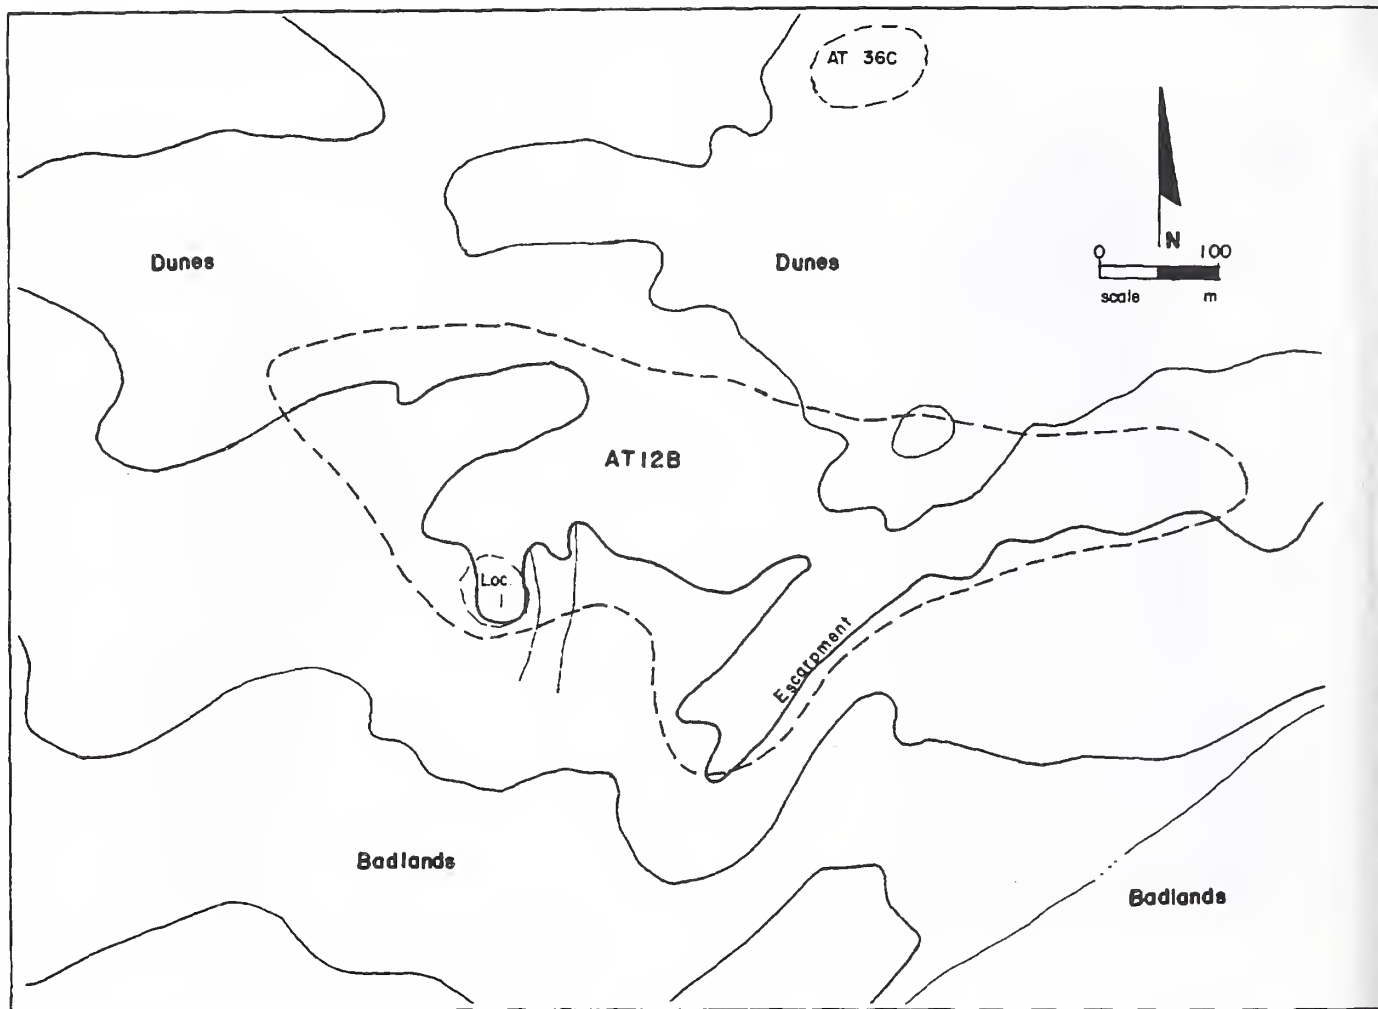 AT 36C
N
0 100
scale m
Dunes
Dunes
AT12B
Loc.
1
Escarpment
Badlands
Badlands